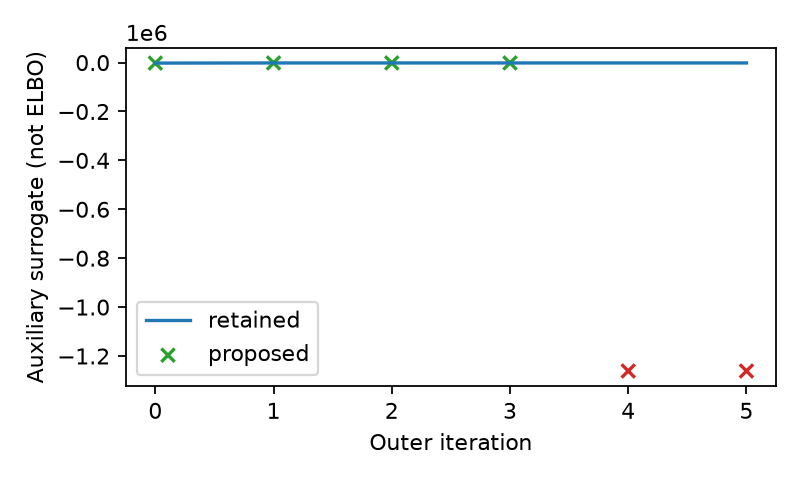 1e6
0.0
−0.2
−0.4
−0.6
−0.8
−1.0
−1.2
Auxiliary surrogate (not ELBO)
retained
proposed
0 1 2 3 4 5
Outer iteration